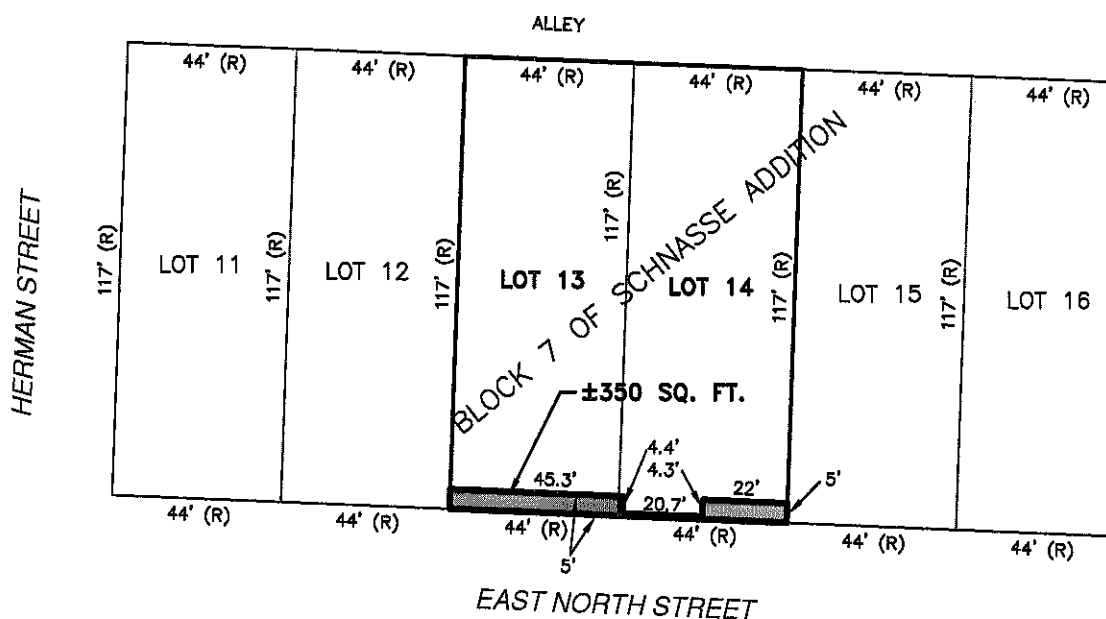 ALLEY
44' (R)
44' (R)
44' (R)
44' (R)
44' (R)
44' (R)
HERMAN STREET
117' (R)
LOT 11
117' (R)
LOT 12
117' (R)
LOT 13
117' (R)
LOT 14
117' (R)
LOT 15
117' (R)
LOT 16
BLOCK 7 OF SCHNASSE ADDITION
±350 SQ. FT.
45.3'
4.4'
4.3'
20.7'
22'
5'
44' (R)
44' (R)
44' (R)
5'
44' (R)
44' (R)
44' (R)
EAST NORTH STREET